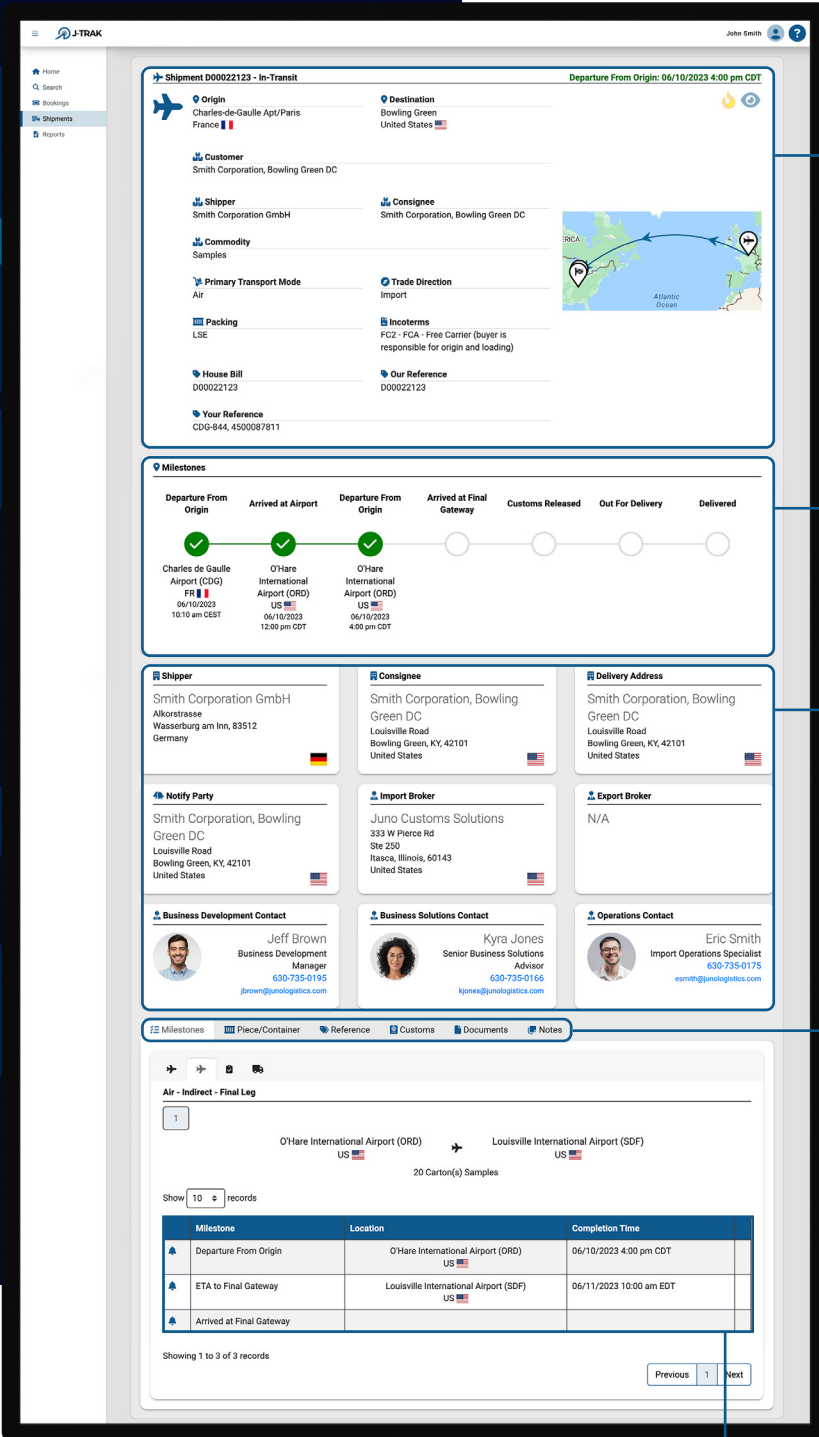 J-TRAK
John Smith
?
Home
Search
Bookings
Shipments
Reports
Shipment D00022123 - In-Transit
Departure From Origin: 06/10/2023 4:00 pm CDT
Origin
Charles-de-Gaulle Apt/Paris
France
Destination
Bowling Green
United States
Customer
Smith Corporation, Bowling Green DC
Shipper
Smith Corporation GmbH
Consignee
Smith Corporation, Bowling Green DC
Commodity
Samples
Primary Transport Mode
Air
Trade Direction
Import
Packing
LSE
Incoterms
FC2 - FCA - Free Carrier (buyer is
responsible for origin and loading)
House Bill
D00022123
Our Reference
D00022123
Your Reference
CDG-844, 4500087811
ERICA
Atlantic
Ocean
Milestones
Departure From
Origin
Arrived at Airport
Departure From
Origin
Arrived at Final
Gateway
Customs Released
Out For Delivery
Delivered
Charles de Gaulle
Airport (CDG)
FR
06/10/2023
10:10 am CEST
O'Hare
International
Airport (ORD)
US
06/10/2023
12:00 pm CDT
O'Hare
International
Airport (ORD)
US
06/10/2023
4:00 pm CDT
Shipper
Smith Corporation GmbH
Alkorstrasse
Wasserburg am Inn, 83512
Germany
Consignee
Smith Corporation, Bowling
Green DC
Louisville Road
Bowling Green, KY, 42101
United States
Delivery Address
Smith Corporation, Bowling
Green DC
Louisville Road
Bowling Green, KY, 42101
United States
Notify Party
Smith Corporation, Bowling
Green DC
Louisville Road
Bowling Green, KY, 42101
United States
Import Broker
Juno Customs Solutions
333 W Pierce Rd
Ste 250
Itasca, Illinois, 60143
United States
Export Broker
N/A
Business Development Contact
Jeff Brown
Business Development
Manager
630-735-0195
jbrown@junologistics.com
Business Solutions Contact
Kyra Jones
Senior Business Solutions
Advisor
630-735-0166
kjones@junologistics.com
Operations Contact
Eric Smith
Import Operations Specialist
630-735-0175
esmith@junologistics.com
Milestones
Piece/Container
Reference
Customs
Documents
Notes
Air - Indirect - Final Leg
1
O'Hare International Airport (ORD)
US
Louisville International Airport (SDF)
US
20 Carton(s) Samples
Show 10 records
Milestone Location Completion Time
Departure From Origin O'Hare International Airport (ORD) 06/10/2023 4:00 pm CDT
US
ETA to Final Gateway Louisville International Airport (SDF) 06/11/2023 10:00 am EDT
US
Arrived at Final Gateway
Showing 1 to 3 of 3 records
Previous 1 Next